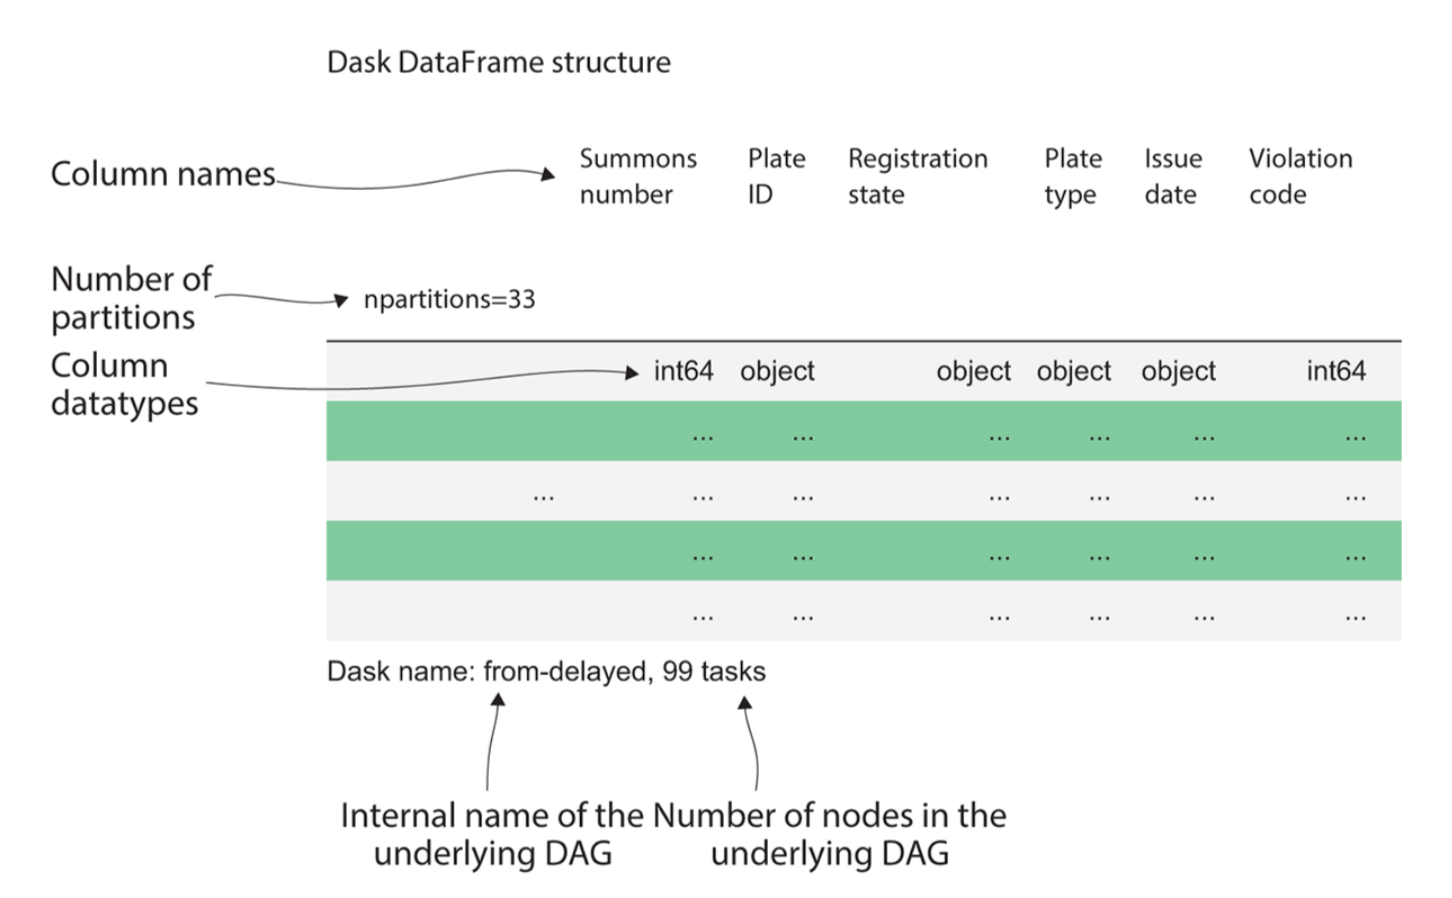 Dask DataFrame structure
Column names
Summons number
Plate ID
Registration state
Plate type
Issue date
Violation code
Number of partitions
npartitions=33
Column datatypes
int64 object object object object int64
... ... ... ... ... ...
... ... ... ... ... ... ...
... ... ... ... ... ...
... ... ... ... ... ...
Dask name: from-delayed, 99 tasks
Internal name of the underlying DAG
Number of nodes in the underlying DAG